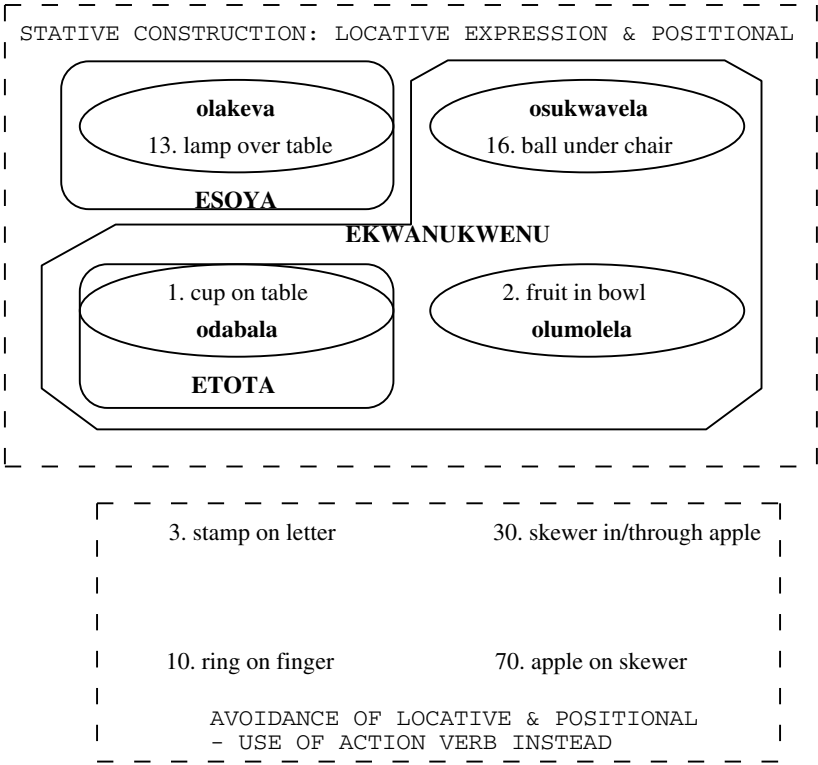 STATIVE CONSTRUCTION: LOCATIVE EXPRESSION & POSITIONAL
olakeva
13. lamp over table
ESOYA
osukwavela
16. ball under chair
EKWANUKWENU
1. cup on table
odabala
ETOTA
2. fruit in bowl
olumolela
3. stamp on letter
30. skewer in/through apple
10. ring on finger
70. apple on skewer
AVOIDANCE OF LOCATIVE & POSITIONAL
- USE OF ACTION VERB INSTEAD